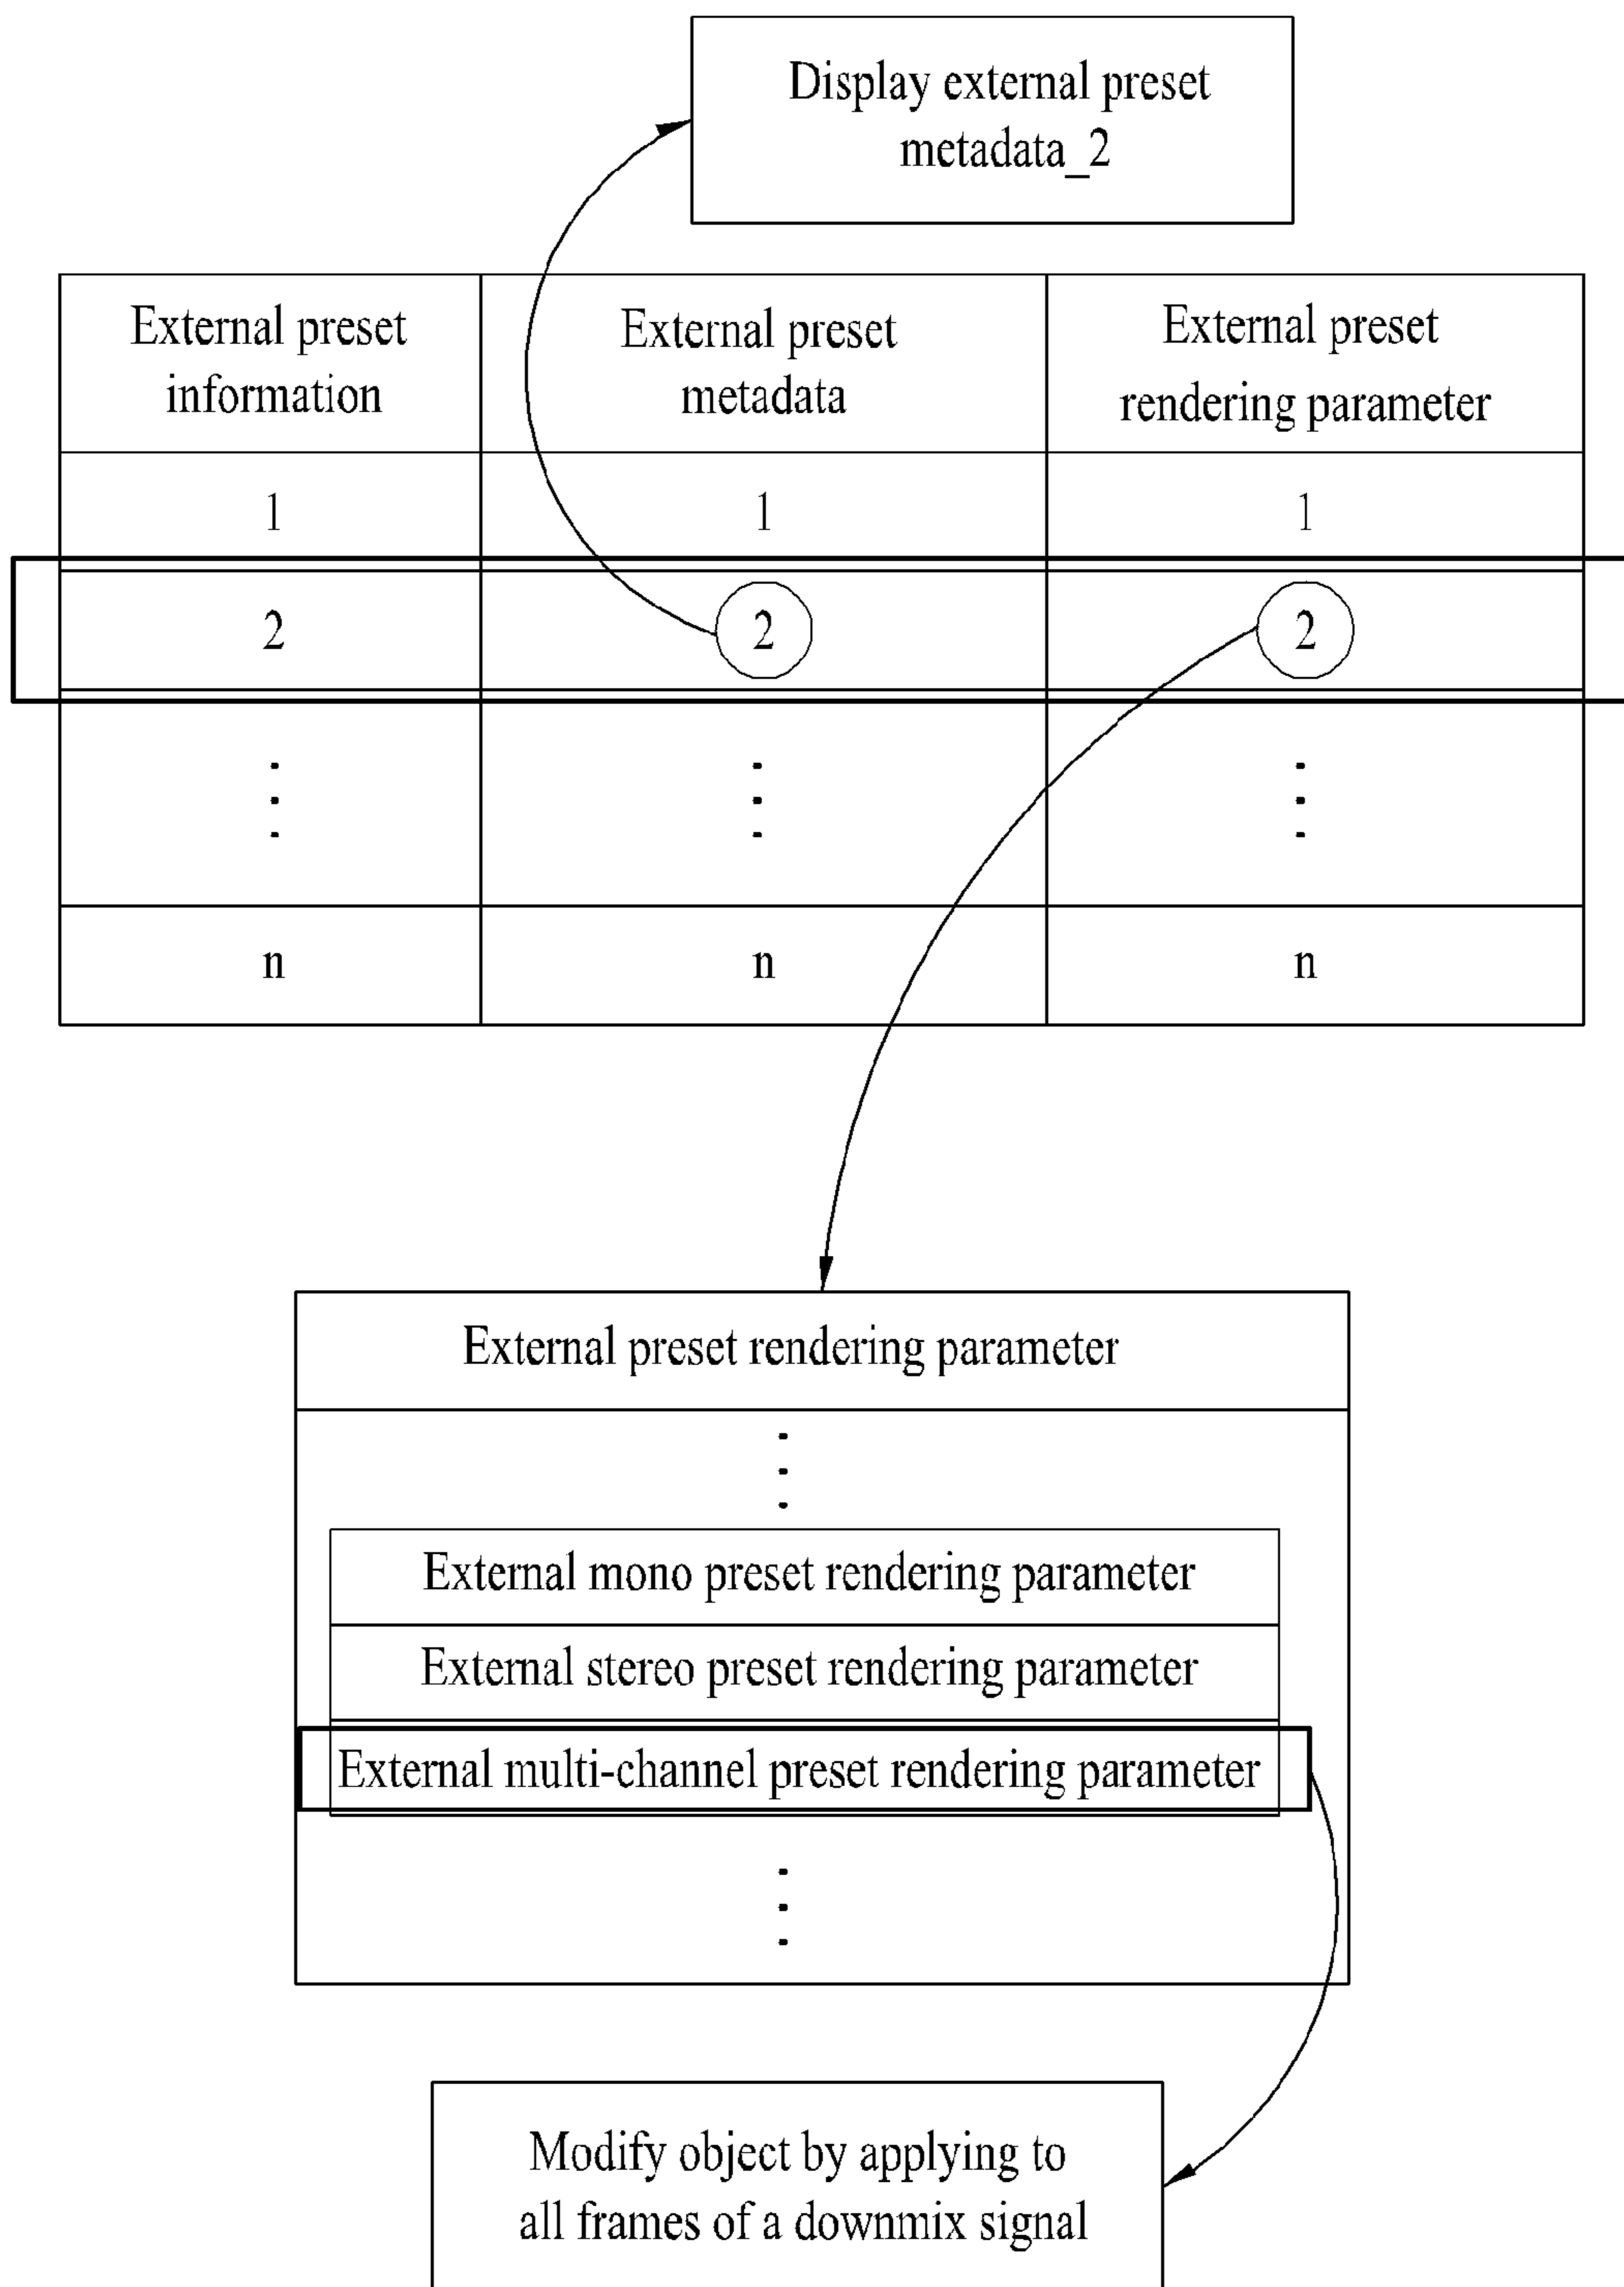 Display external preset
metadata_2
External preset
information
External preset
metadata
External preset
rendering parameter
1
1
1
2
2
2
n
n
n
External preset rendering parameter
External mono preset rendering parameter
External stereo preset rendering parameter
External multi-channel preset rendering parameter
Modify object by applying to
all frames of a downmix signal